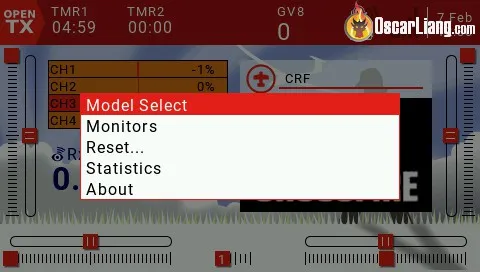 OPEN
TX
TMR1
04:59
TMR2
00:00
GV8
0
OscarLiang.com
7 Feb
CH1
-1%
CH2
0%
CH3
CH4
CRF
Model Select
Monitors
Reset...
Statistics
About
0.
1